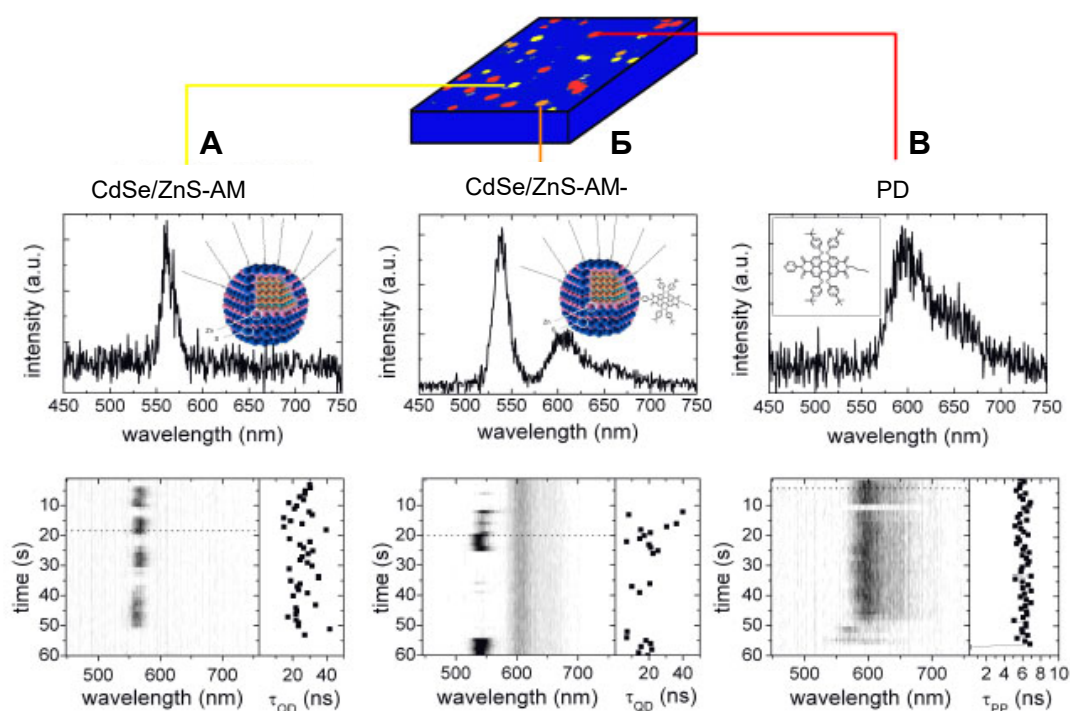 А
Б
В
CdSe/ZnS-AM
CdSe/ZnS-AM-
PD
intensity (a.u.)
450 500 550 600 650 700 750
wavelength (nm)
Zn
S
intensity (a.u.)
450 500 550 600 650 700 750
wavelength (nm)
Zn
intensity (a.u.)
450 500 550 600 650 700 750
wavelength (nm)
time (s)
10
20
30
40
50
60
500 600 700
wavelength (nm)
20 40
τQD (ns)
time (s)
10
20
30
40
50
60
500 600 700
wavelength (nm)
20 40
τQD (ns)
time (s)
10
20
30
40
50
60
500 600 700
wavelength (nm)
2 4 6 8 10
τPP (ns)